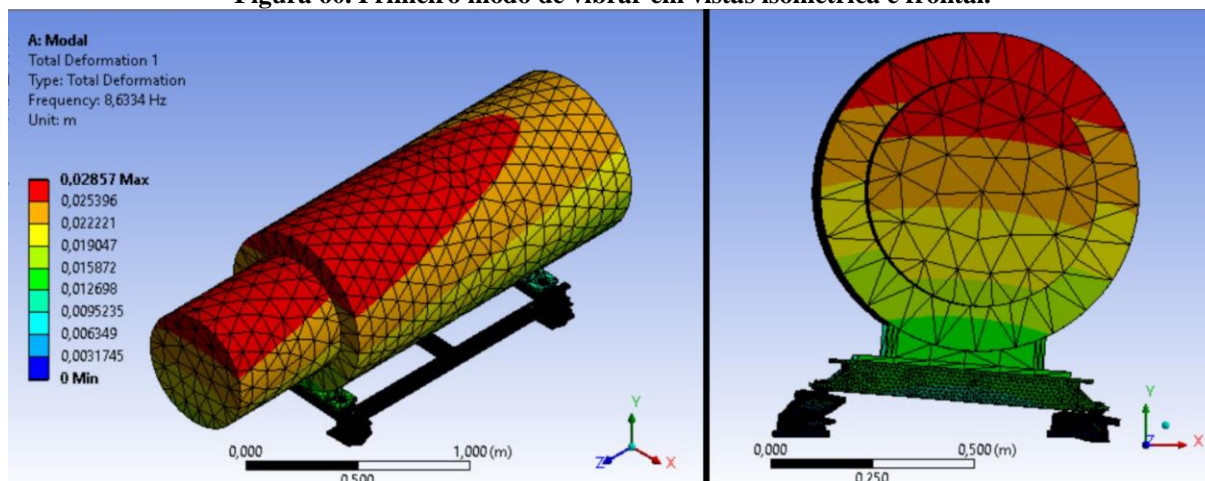 Figura 60. Primeiro modo de vibrar em vistas isométrica e frontal.
A: Modal
Total Deformation 1
Type: Total Deformation
Frequency: 8,6334 Hz
Unit: m
0,02857 Max
0,025396
0,022221
0,019047
0,015872
0,012698
0,0095235
0,006349
0,0031745
0 Min
0,000
1,000 (m)
0,500
Y
Z
X
0,000
0,500 (m)
0,250
Y
Z
X